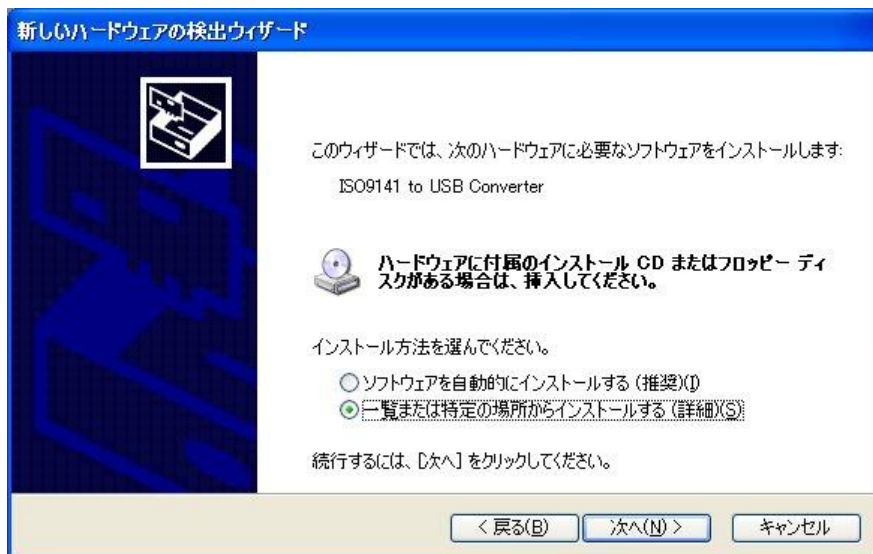 新しいハードウェアの検出ウィザード
このウィザードでは、次のハードウェアに必要なソフトウェアをインストールします:
ISO9141 to USB Converter
ハードウェアに付属のインストール CD またはフロッピー ディ
スクがある場合は、挿入してください。
インストール方法を選んでください。
ソフトウェアを自動的にインストールする (推奨)(I)
一覧または特定の場所からインストールする (詳細)(S)
続行するには、[次へ] をクリックしてください。
< 戻る(B) 次へ(N) > キャンセル